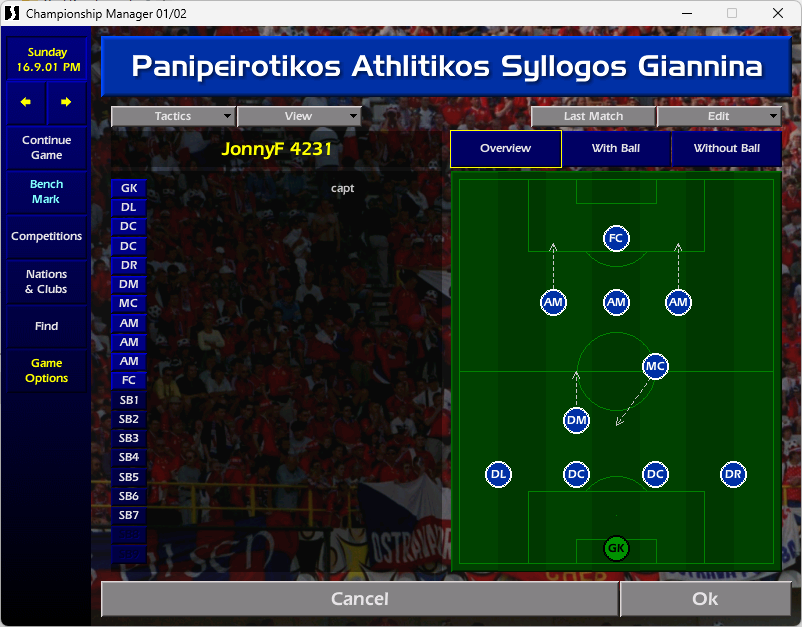 Championship Manager 01/02
Sunday
16.9.01 PM
Continue
Game
Bench
Mark
Competitions
Nations
& Clubs
Find
Game
Options
Panipeirotikos Athlitikos Syllogos Giannina
Tactics
View
Last Match
Edit
JonnyF 4231
Overview
With Ball
Without Ball
GK
capt
DL
DC
DC
DR
DM
MC
AM
AM
AM
FC
SB1
SB2
SB3
SB4
SB5
SB6
SB7
FC
AM
AM
AM
MC
DM
DL
DC
DC
DR
GK
OSTRAVA
Cancel
Ok